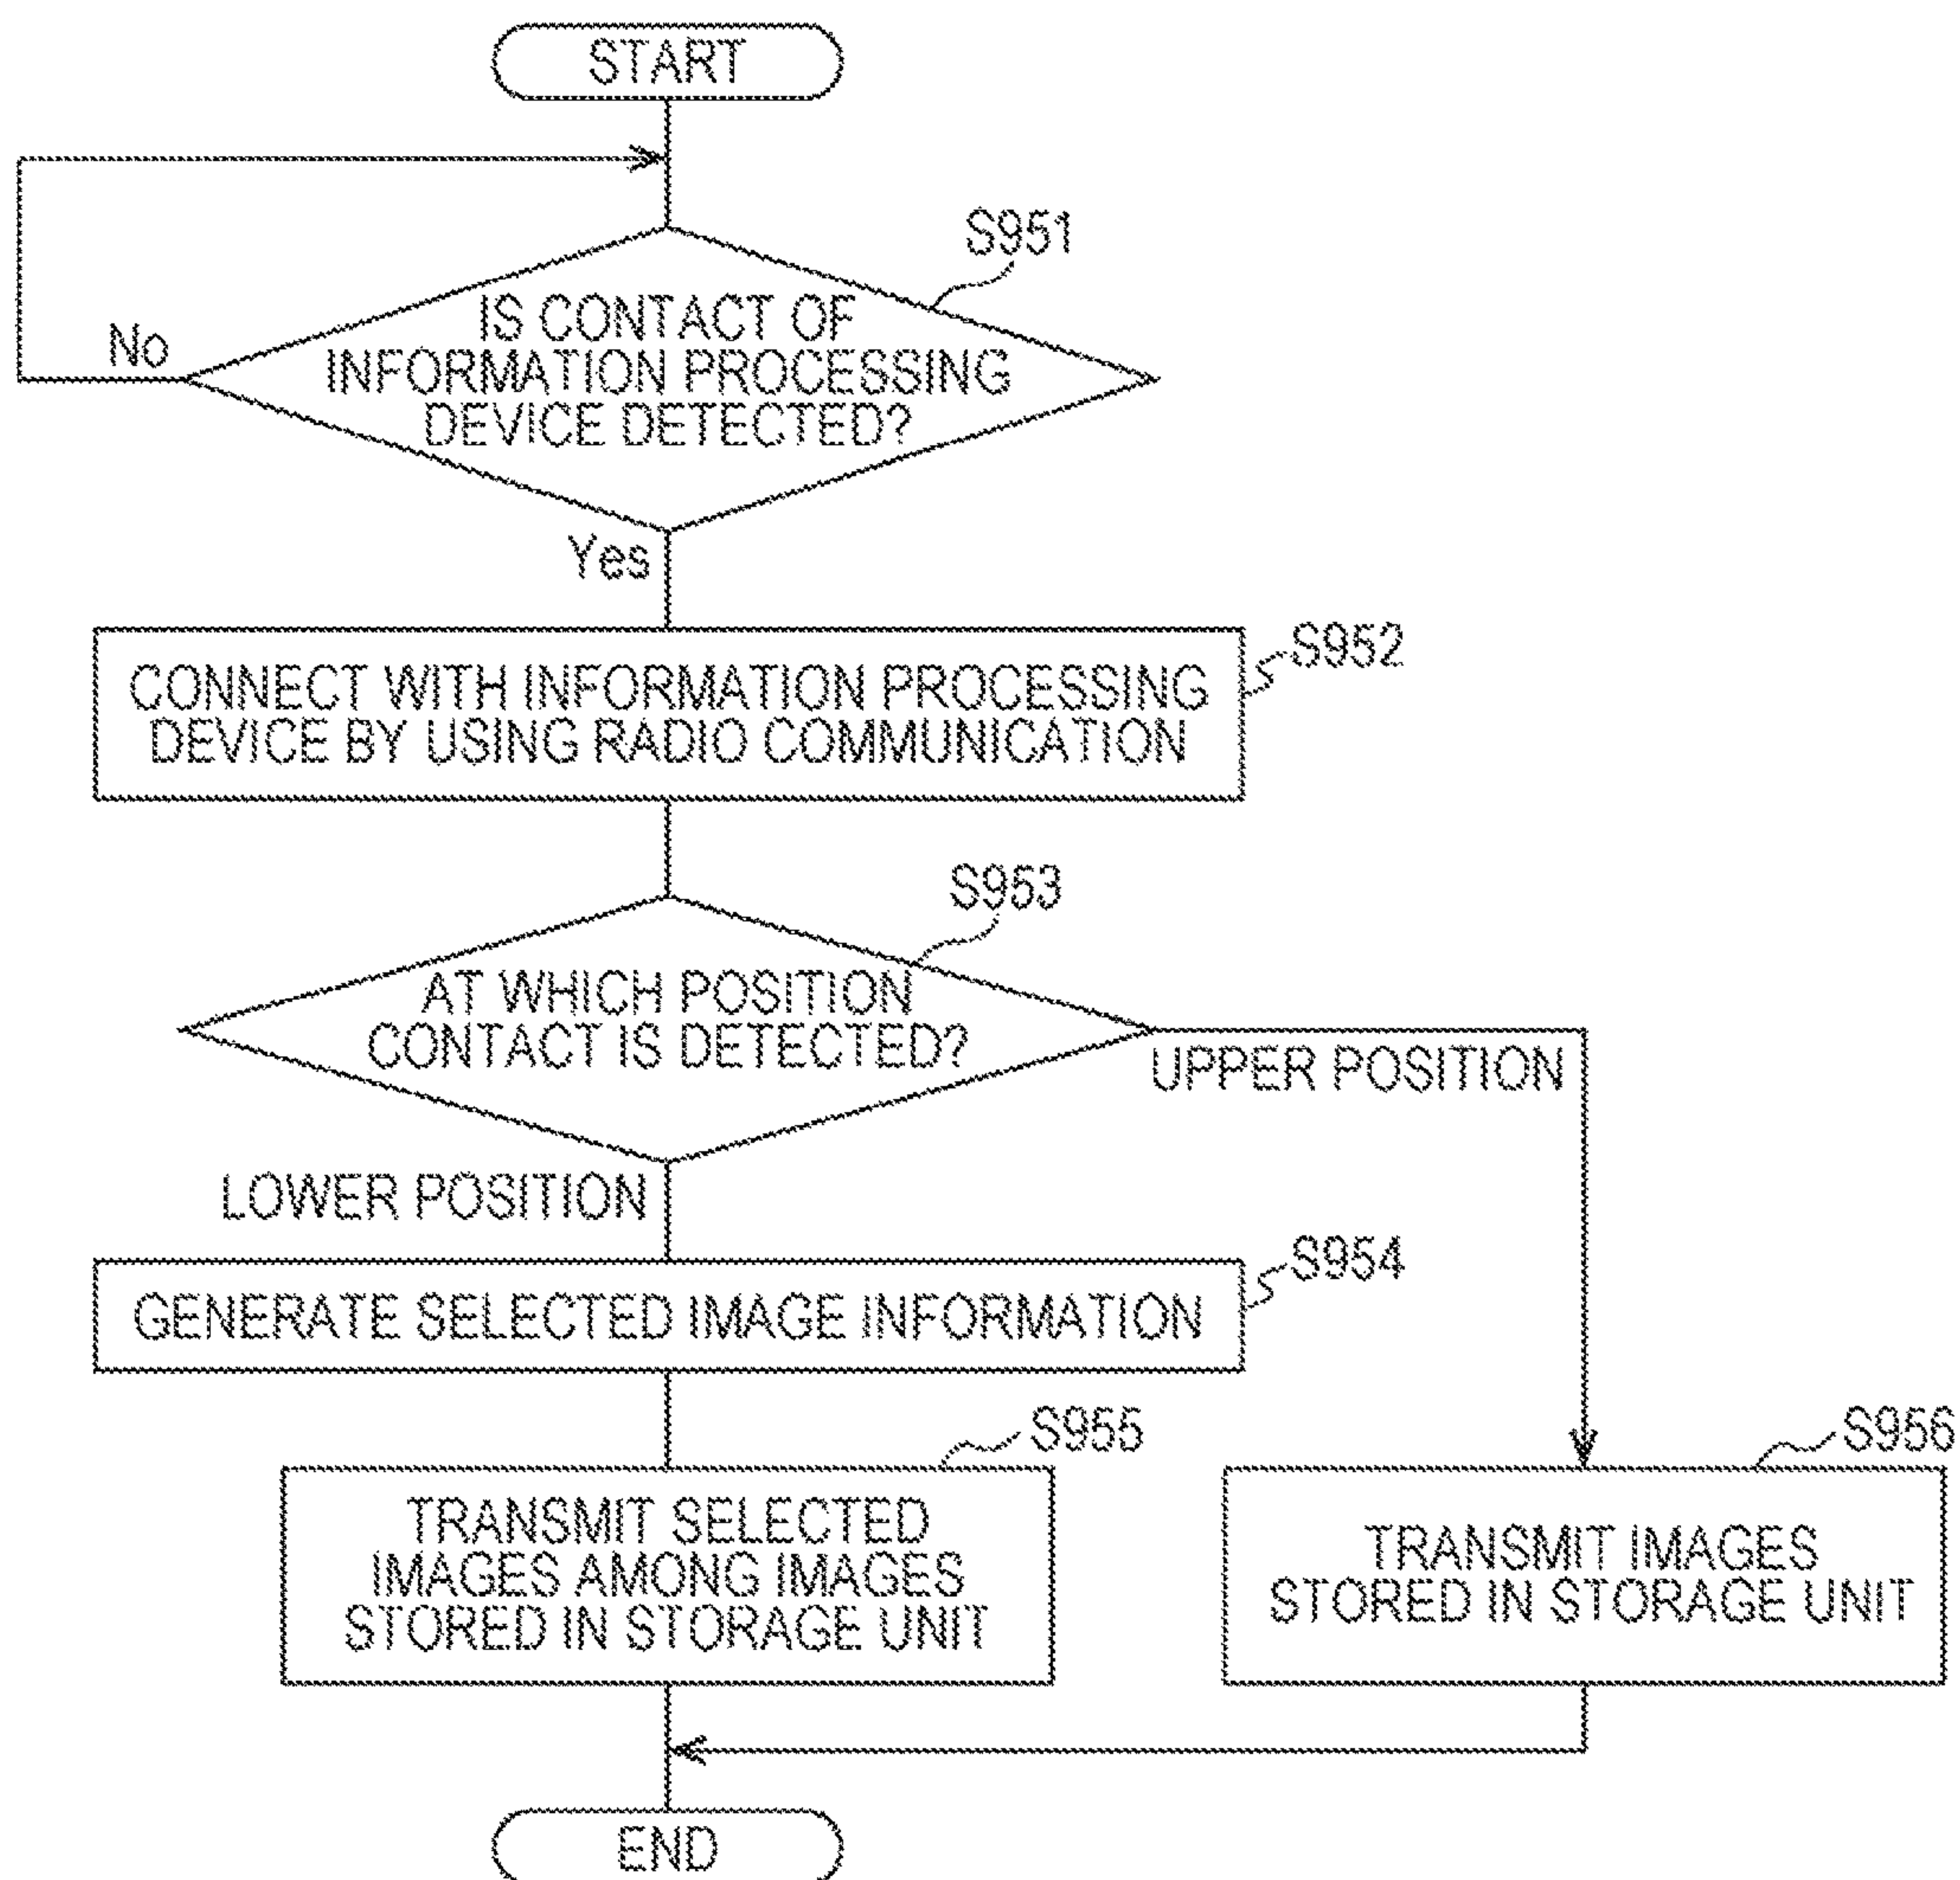 START
S951
IS CONTACT OF
INFORMATION PROCESSING
DEVICE DETECTED?
No
Yes
S952
CONNECT WITH INFORMATION PROCESSING
DEVICE BY USING RADIO COMMUNICATION
S953
AT WHICH POSITION
CONTACT IS DETECTED?
UPPER POSITION
LOWER POSITION
S954
GENERATE SELECTED IMAGE INFORMATION
S955
TRANSMIT SELECTED
IMAGES AMONG IMAGES
STORED IN STORAGE UNIT
S956
TRANSMIT IMAGES
STORED IN STORAGE UNIT
END